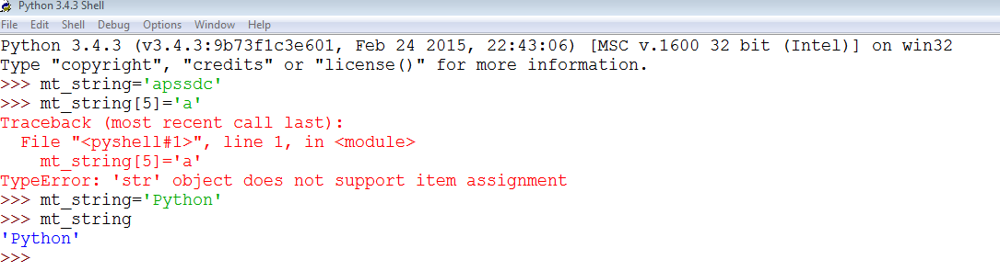 Python 3.4.3 Shell
File Edit Shell Debug Options Window Help
Python 3.4.3 (v3.4.3:9b73f1c3e601, Feb 24 2015, 22:43:06) [MSC v.1600 32 bit (Intel)] on win32
Type "copyright", "credits" or "license()" for more information.
>>> mt_string='apssdc'
>>> mt_string[5]='a'
Traceback (most recent call last):
  File "<pyshell#1>", line 1, in <module>
    mt_string[5]='a'
TypeError: 'str' object does not support item assignment
>>> mt_string='Python'
>>> mt_string
'Python'
>>>